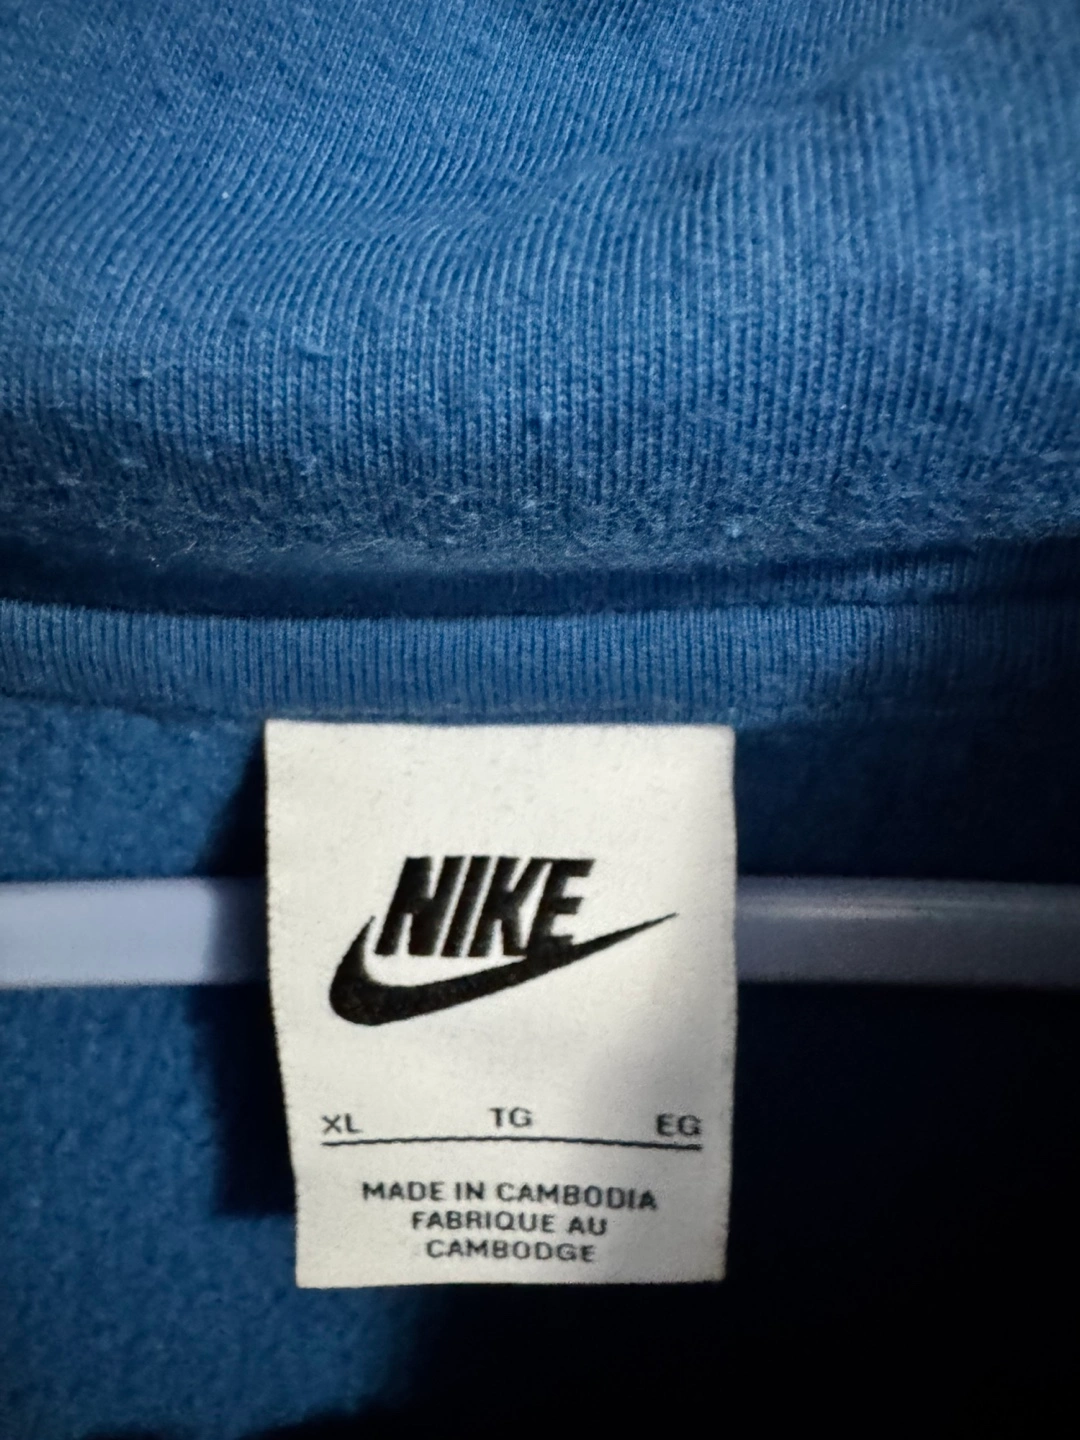 NIKE
XL TG EG
MADE IN CAMBODIA
FABRIQUE AU
CAMBODGE